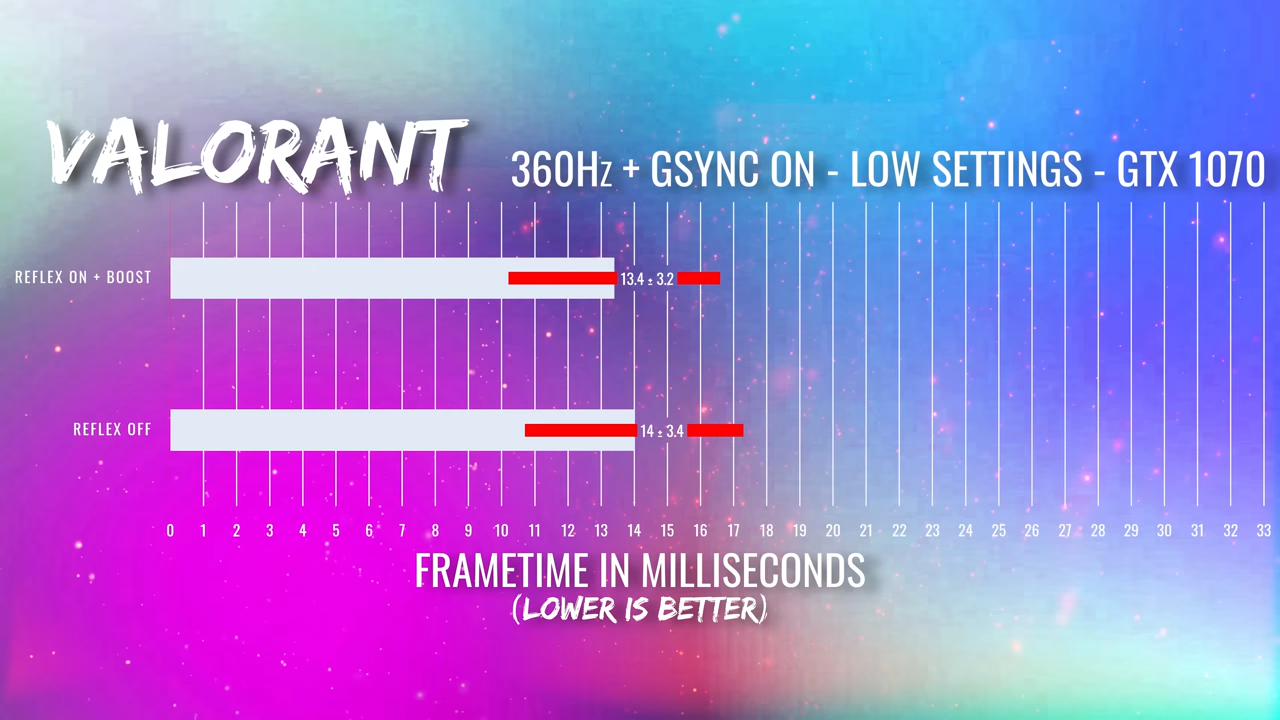 VALORANT
360Hz + GSYNC ON - LOW SETTINGS - GTX 1070
REFLEX ON + BOOST
13.4 ± 3.2
REFLEX OFF
14 ± 3.4
0 1 2 3 4 5 6 7 8 9 10 11 12 13 14 15 16 17 18 19 20 21 22 23 24 25 26 27 28 29 30 31 32 33
FRAMETIME IN MILLISECONDS
(LOWER IS BETTER)